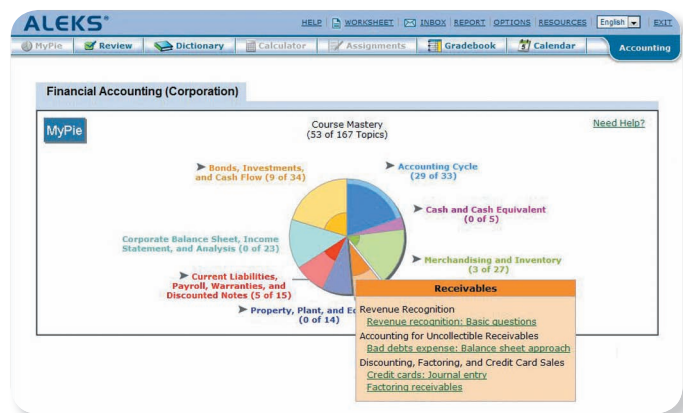 ALEKS®
HELP WORKSHEET INBOX REPORT OPTIONS RESOURCES English EXIT
MyPie Review Dictionary Calculator Assignments Gradebook Calendar Accounting
Financial Accounting (Corporation)
MyPie
Course Mastery
(53 of 167 Topics)
Need Help?
Bonds, Investments,
and Cash Flow (9 of 34)
Accounting Cycle
(29 of 33)
Cash and Cash Equivalent
(0 of 5)
Corporate Balance Sheet, Income
Statement, and Analysis (0 of 23)
Merchandising and Inventory
(3 of 27)
Current Liabilities,
Payroll, Warranties, and
Discounted Notes (5 of 15)
Property, Plant, and
(0 of 14)
Receivables
Revenue Recognition
Revenue recognition: Basic questions
Accounting for Uncollectible Receivables
Bad debts expense: Balance sheet approach
Discounting, Factoring, and Credit Card Sales
Credit cards: Journal entry
Factoring receivables